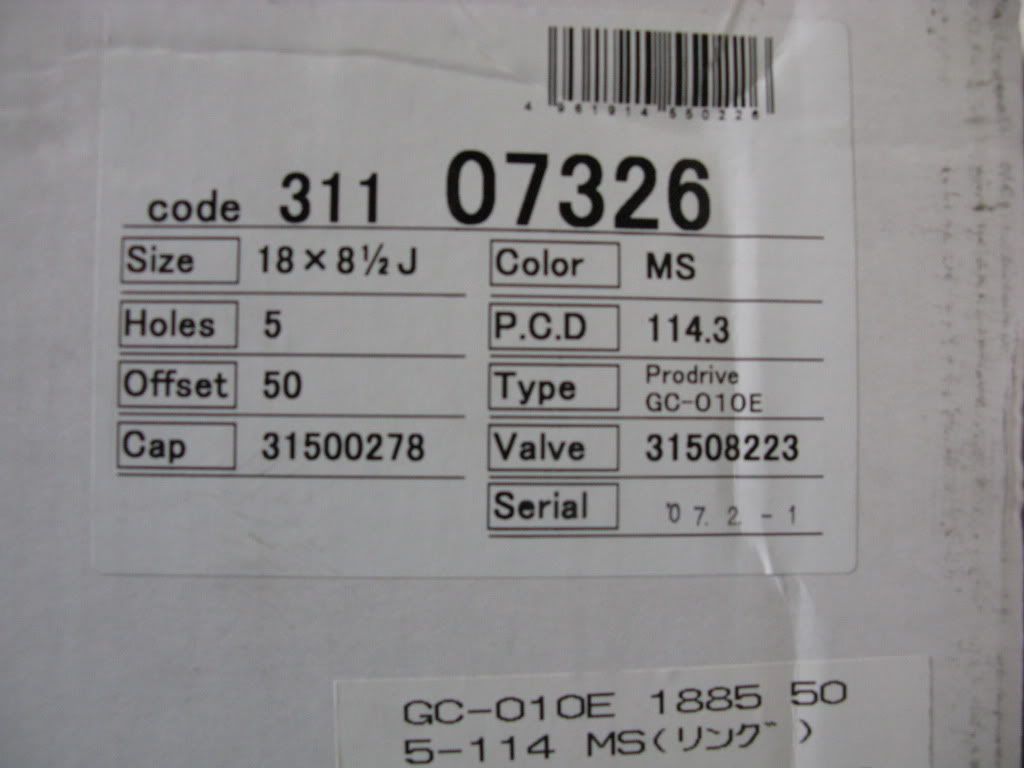 4 961914 550226
code 311 07326
Size 18×8½J Color MS
Holes 5 P.C.D 114.3
Offset 50 Type Prodrive GC-010E
Cap 31500278 Valve 31508223
Serial '07. 2. - 1
GC-010E 1885 50
5-114 MS(リング)